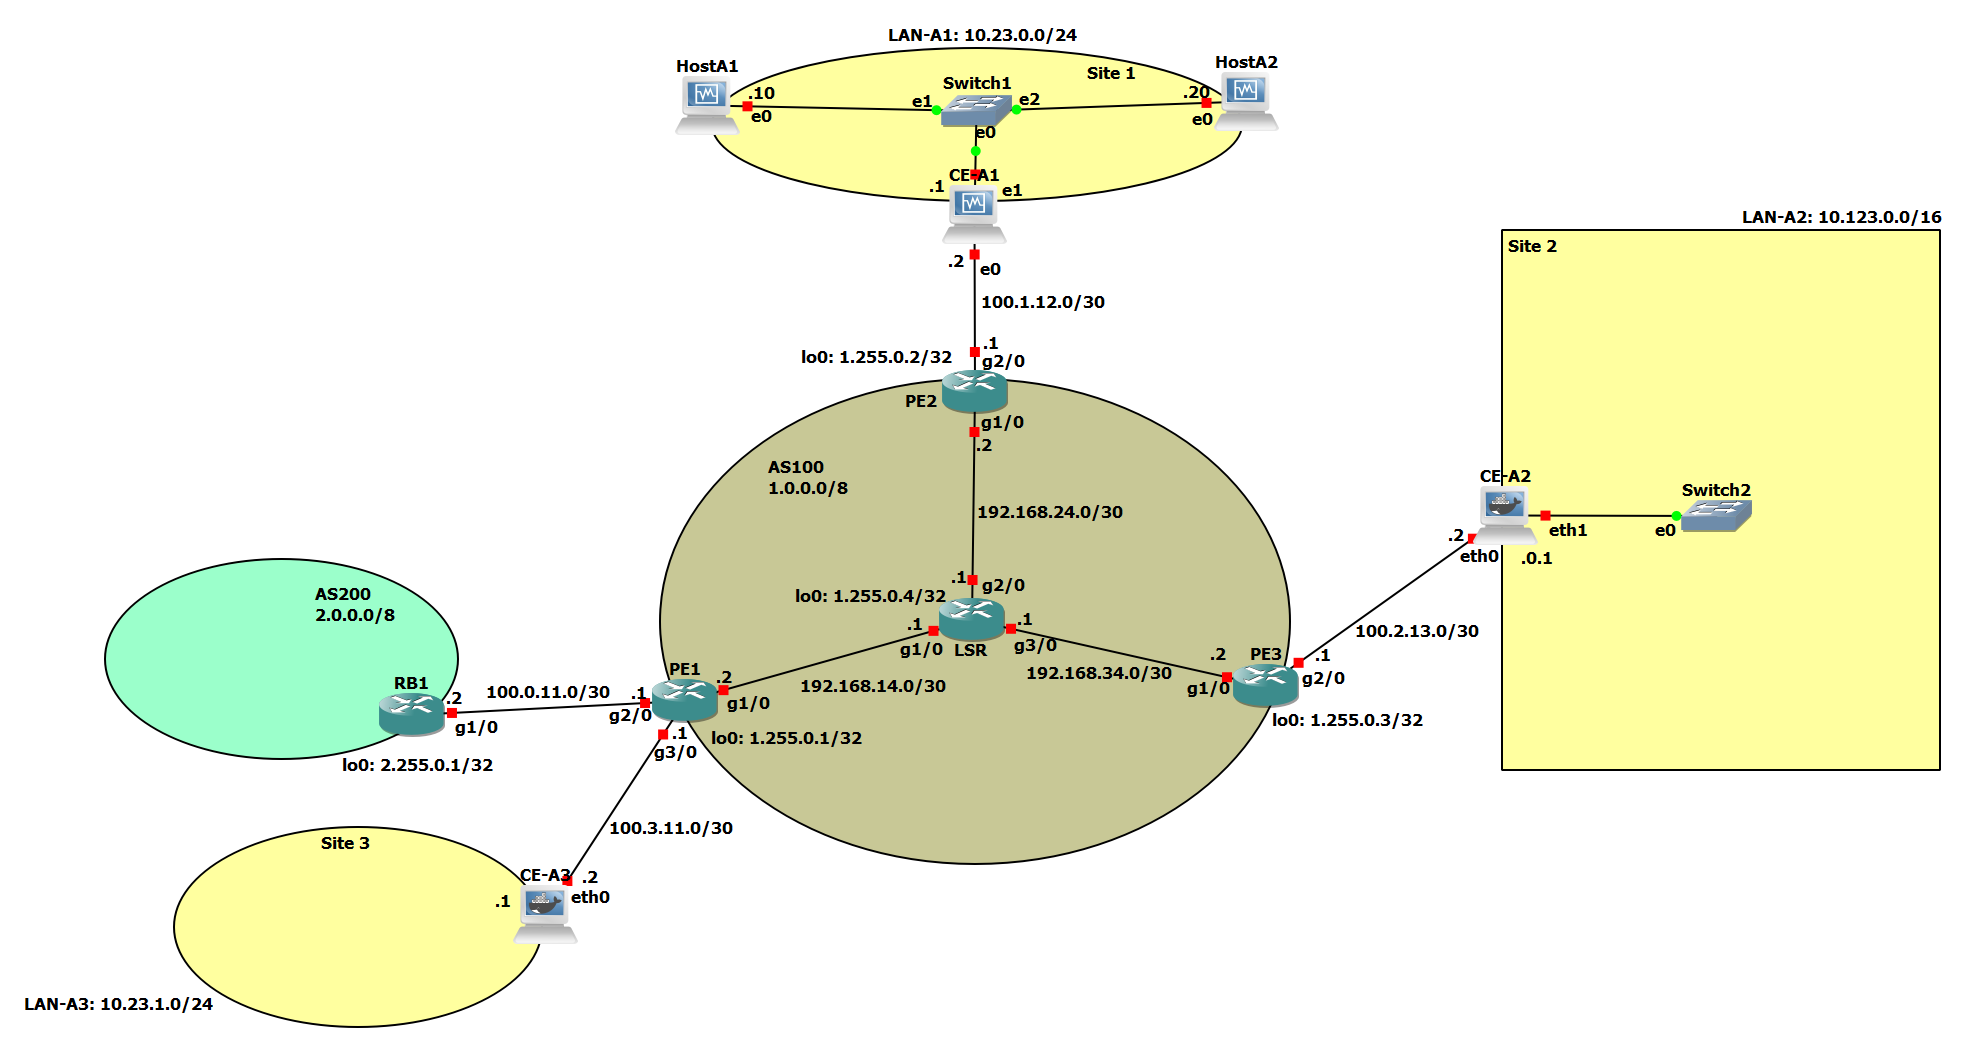 LAN-A1: 10.23.0.0/24
HostA1
Site 1
HostA2
Switch1
.10
e0
e1
e2
.20
e0
e0
CE-A1
.1
e1
.2
e0
100.1.12.0/30
.1
lo0: 1.255.0.2/32
g2/0
PE2
g1/0
.2
AS100
1.0.0.0/8
192.168.24.0/30
LAN-A2: 10.123.0.0/16
Site 2
CE-A2
Switch2
eth1
e0
.2
eth0
.0.1
100.2.13.0/30
.1
g2/0
lo0: 1.255.0.4/32
.1
g1/0
LSR
.1
g3/0
192.168.14.0/30
192.168.34.0/30
.2
g1/0
PE3
.1
g2/0
lo0: 1.255.0.3/32
AS200
2.0.0.0/8
RB1
.2
g1/0
100.0.11.0/30
.1
g2/0
PE1
.2
g1/0
lo0: 1.255.0.1/32
.1
g3/0
lo0: 2.255.0.1/32
100.3.11.0/30
Site 3
CE-A3
.2
eth0
.1
LAN-A3: 10.23.1.0/24